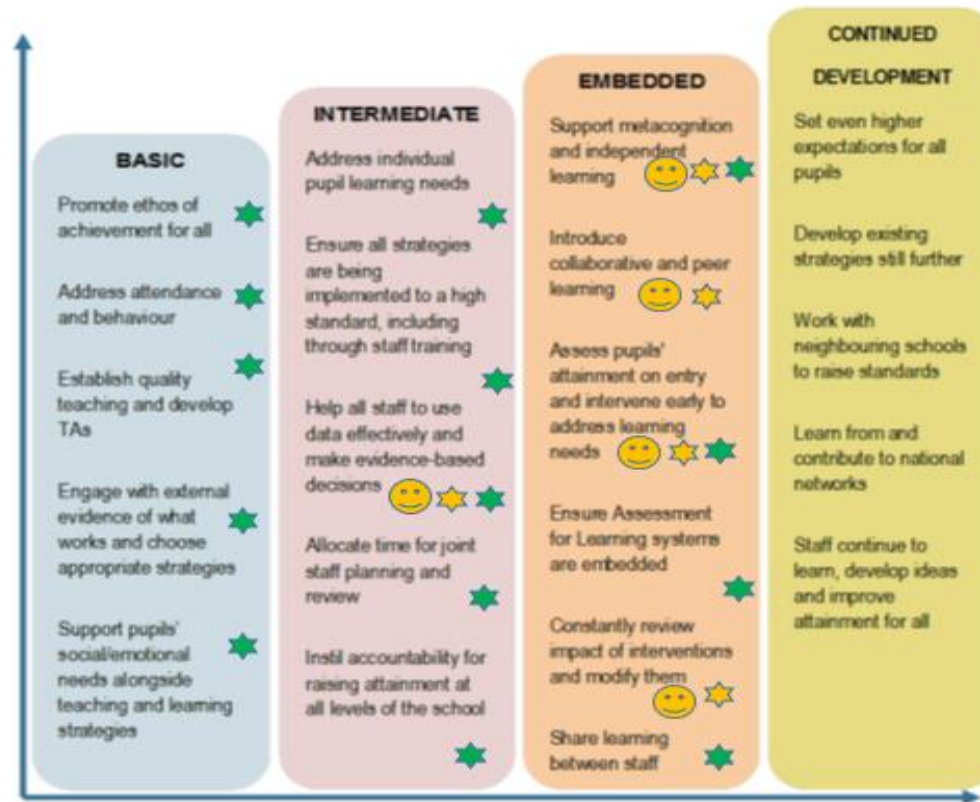 BASIC
Promote ethos of
achievement for all
Address attendance
and behaviour
Establish quality
teaching and develop
TAs
Engage with external
evidence of what
works and choose
appropriate strategies
Support pupils'
social/emotional
needs alongside
teaching and learning
strategies
INTERMEDIATE
Address individual
pupil learning needs
Ensure all strategies
are being
implemented to a high
standard, including
through staff training
Help all staff to use
data effectively and
make evidence-based
decisions
Allocate time for joint
staff planning and
review
Instil accountability for
raising attainment at
all levels of the school
EMBEDDED
Support metacognition
and independent
learning
Introduce
collaborative and peer
learning
Assess pupils'
attainment on entry
and intervene early to
address learning
needs
Ensure Assessment
for Learning systems
are embedded
Constantly review
impact of interventions
and modify them
Share learning
between staff
CONTINUED
DEVELOPMENT
Set even higher
expectations for all
pupils
Develop existing
strategies still further
Work with
neighbouring schools
to raise standards
Learn from and
contribute to national
networks
Staff continue to
learn, develop ideas
and improve
attainment for all